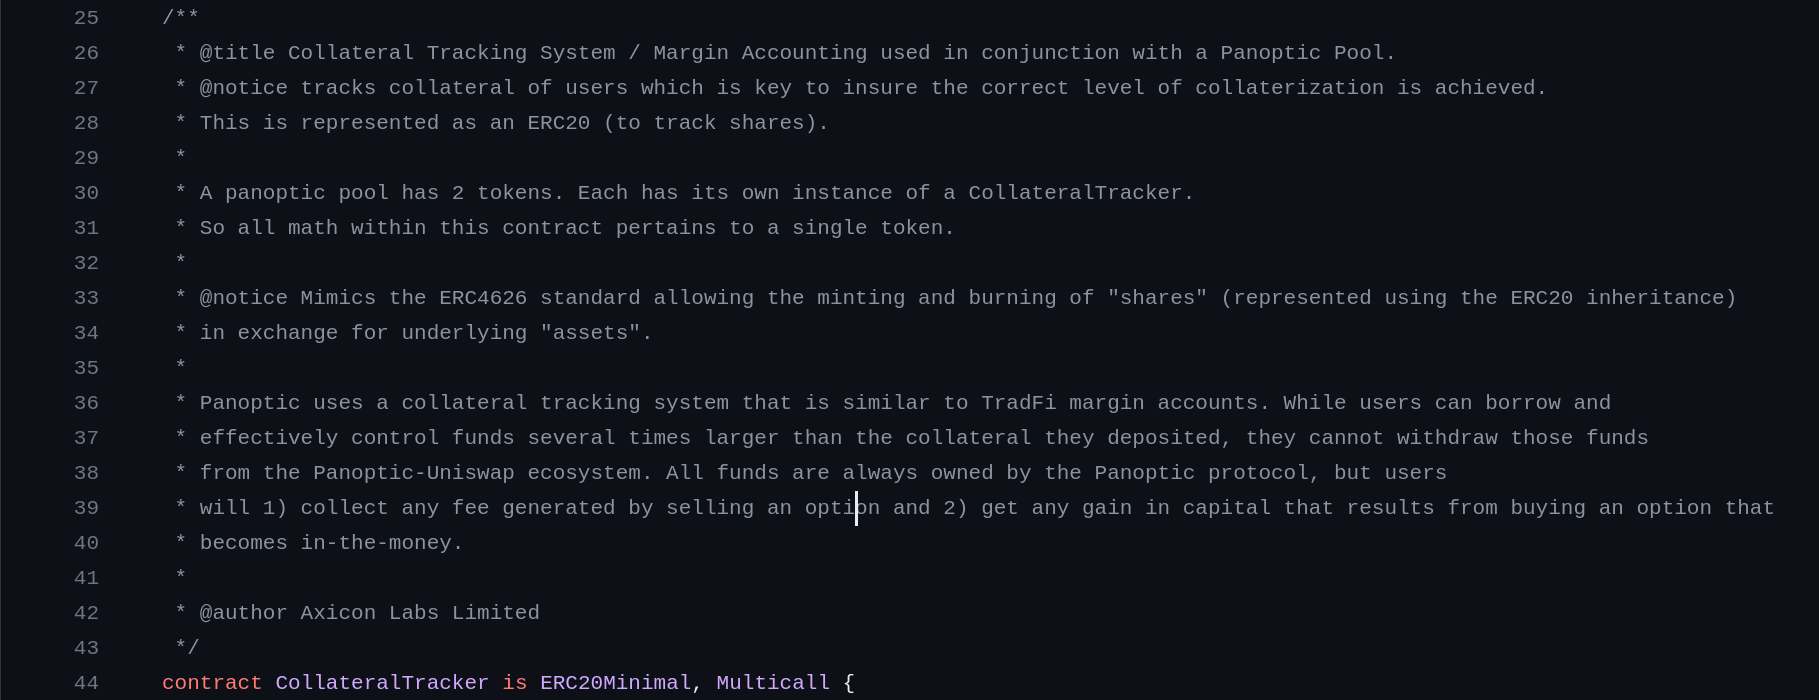 25 /**
26  * @title Collateral Tracking System / Margin Accounting used in conjunction with a Panoptic Pool.
27  * @notice tracks collateral of users which is key to insure the correct level of collaterization is achieved.
28  * This is represented as an ERC20 (to track shares).
29  *
30  * A panoptic pool has 2 tokens. Each has its own instance of a CollateralTracker.
31  * So all math within this contract pertains to a single token.
32  *
33  * @notice Mimics the ERC4626 standard allowing the minting and burning of "shares" (represented using the ERC20 inheritance)
34  * in exchange for underlying "assets".
35  *
36  * Panoptic uses a collateral tracking system that is similar to TradFi margin accounts. While users can borrow and
37  * effectively control funds several times larger than the collateral they deposited, they cannot withdraw those funds
38  * from the Panoptic-Uniswap ecosystem. All funds are always owned by the Panoptic protocol, but users
39  * will 1) collect any fee generated by selling an option and 2) get any gain in capital that results from buying an option that
40  * becomes in-the-money.
41  *
42  * @author Axicon Labs Limited
43  */
44 contract CollateralTracker is ERC20Minimal, Multicall {